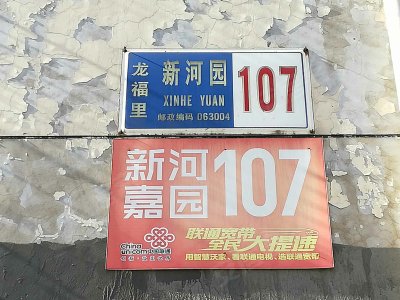 龙福里
新河园
XINHE YUAN
邮政编码 063004
107
新河
嘉园
107
China
unicom中国联通
联通宽带
全民大提速
用智慧沃家、看联通电视、选联通宽带